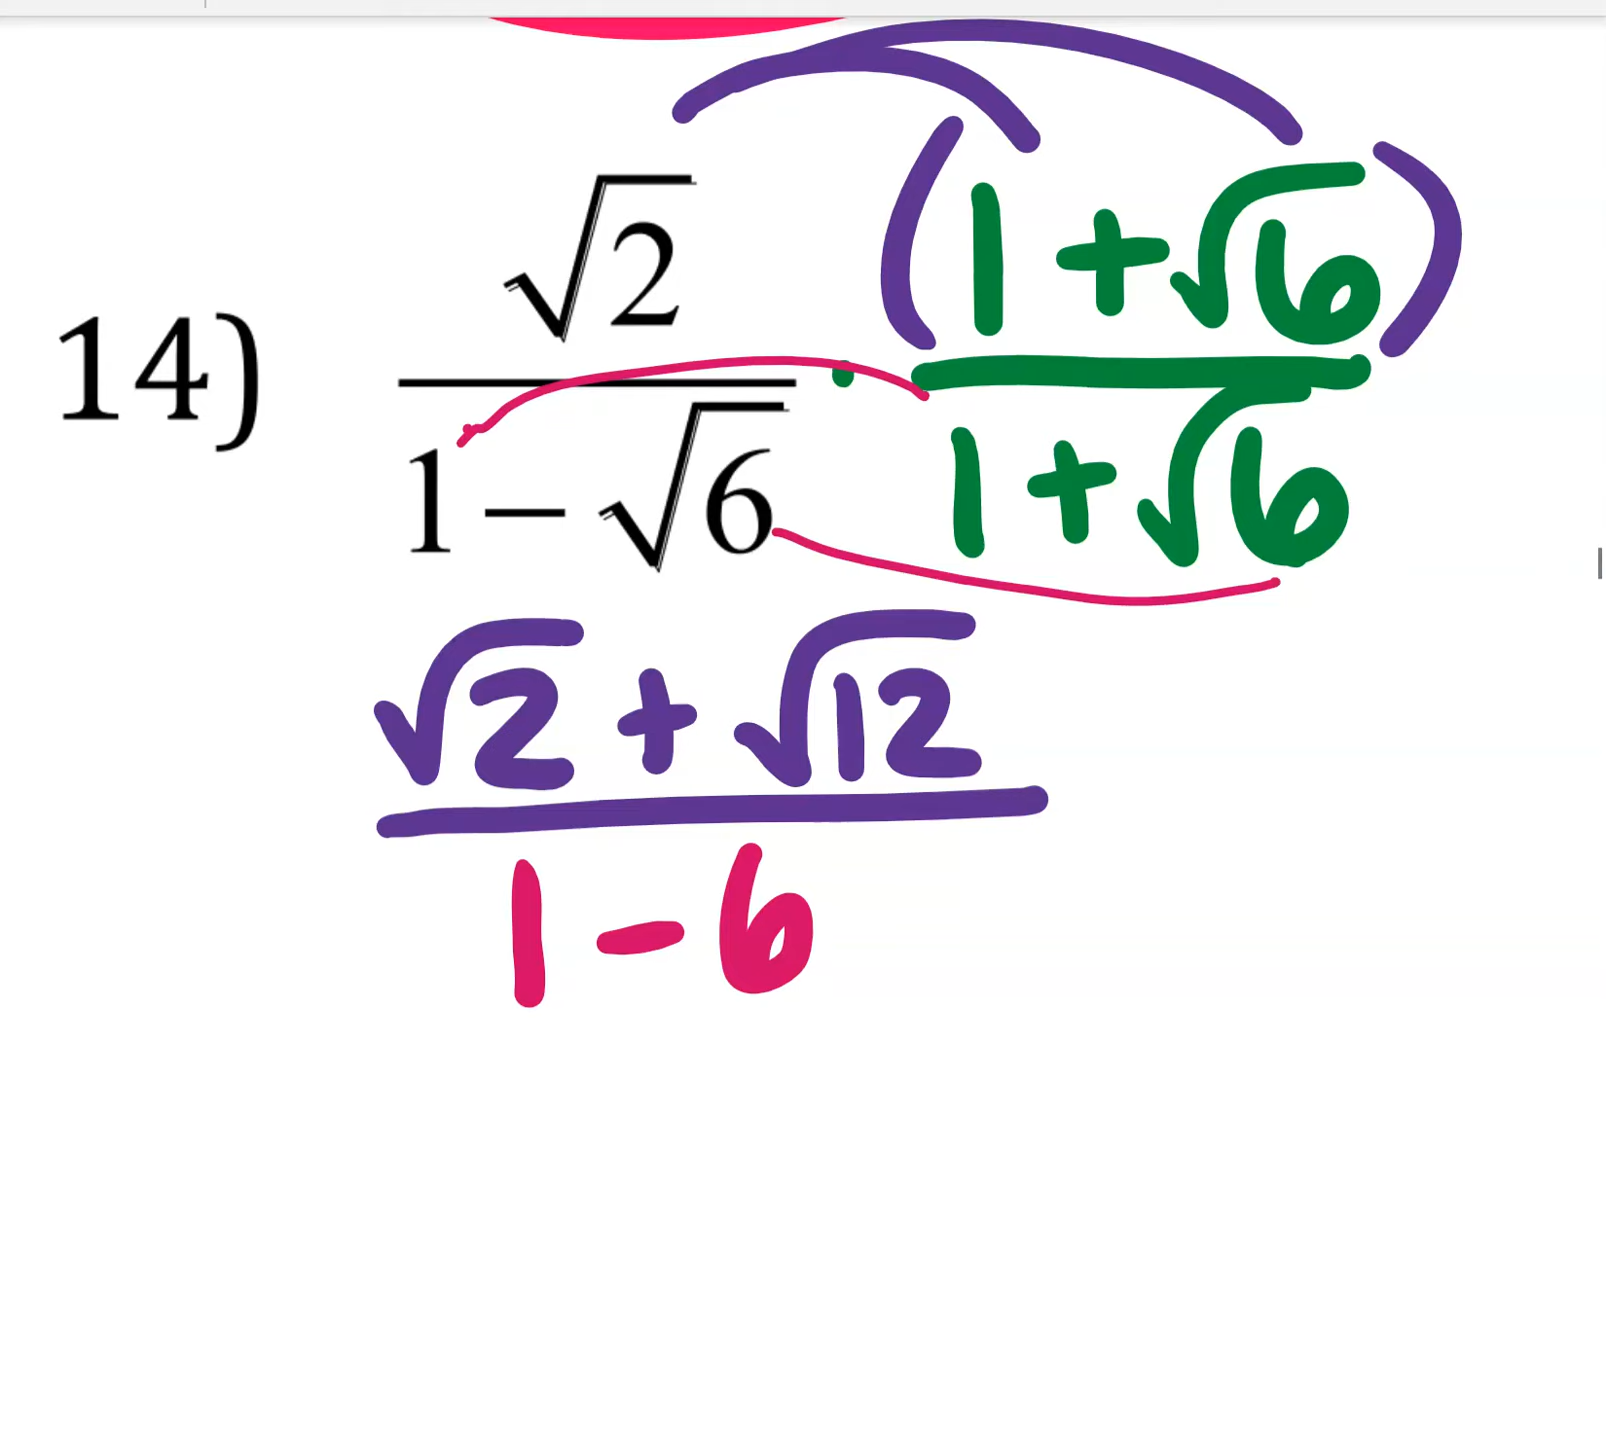 14) √2 / (1 − √6) · (1 + √6) / 1 + √6
√2 + √12
1 - 6